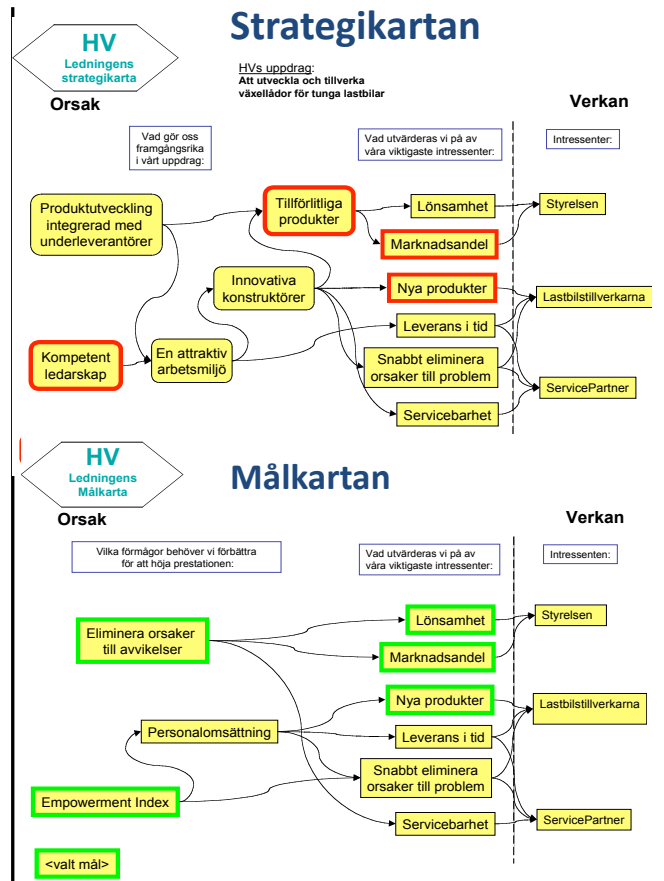 Strategikartan
HV
Ledningens
strategikarta
HVs uppdrag:
Att utveckla och tillverka
växellådor för tunga lastbilar
Orsak
Verkan
Vad gör oss
framgångsrika
i vårt uppdrag:
Vad utvärderas vi på av
våra viktigaste intressenter:
Intressenter:
Produktutveckling
integrerad med
underleverantörer
Tillförlitliga
produkter
Lönsamhet
Styrelsen
Marknadsandel
Innovativa
konstruktörer
Nya produkter
Lastbilstillverkarna
Leverans i tid
Kompetent
ledarskap
En attraktiv
arbetsmiljö
Snabbt eliminera
orsaker till problem
ServicePartner
Servicebarhet
HV
Ledningens
Målkarta
Målkartan
Orsak
Verkan
Vilka förmågor behöver vi förbättra
för att höja prestationen:
Vad utvärderas vi på av
våra viktigaste intressenter:
Intressenten:
Eliminera orsaker
till avvikelser
Lönsamhet
Styrelsen
Marknadsandel
Nya produkter
Lastbilstillverkarna
Personalomsättning
Leverans i tid
Snabbt eliminera
orsaker till problem
Empowerment Index
Servicebarhet
ServicePartner
<valt mål>